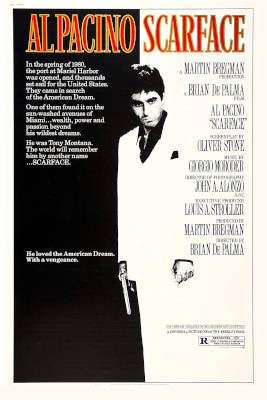 AL PACINO SCARFACE
In the spring of 1980,
the port at Mariel Harbor
was opened, and thousands
set sail for the United States.
They came in search
of the American Dream.
One of them found it on the
sun-washed avenues of
Miami...wealth, power and
passion beyond
his wildest dreams.
He was Tony Montana.
The world will remember
him by another name
...SCARFACE.
He loved the American Dream.
With a vengeance.
A MARTIN BREGMAN
PRODUCTION
A BRIAN DE PALMA
FILM
AL PACINO
"SCARFACE"
SCREENPLAY BY
OLIVER STONE
MUSIC BY
GIORGIO MORODER
DIRECTOR OF PHOTOGRAPHY
JOHN A. ALONZO
A.S.C.
EXECUTIVE PRODUCER
LOUIS A. STROLLER
PRODUCED BY
MARTIN BREGMAN
DIRECTED BY
BRIAN DE PALMA
A UNIVERSAL PICTURE
R RESTRICTED